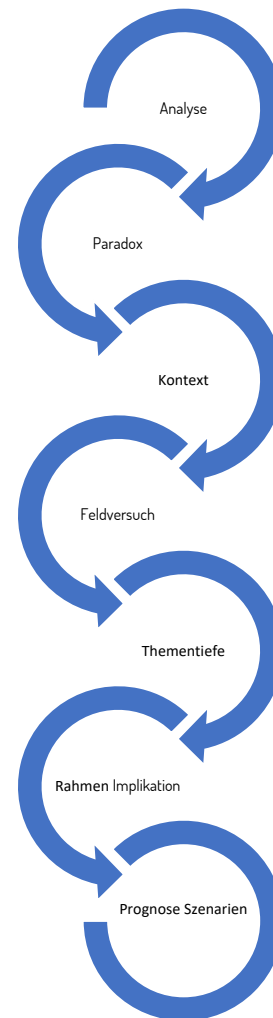 Analyse
Paradox
Kontext
Feldversuch
Thementiefe
Rahmen Implikation
Prognose Szenarien